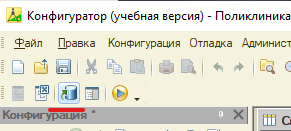 Конфигуратор (учебная версия) - Поликлиника
Файл Правка Конфигурация Отладка Админист
Конфигурация *